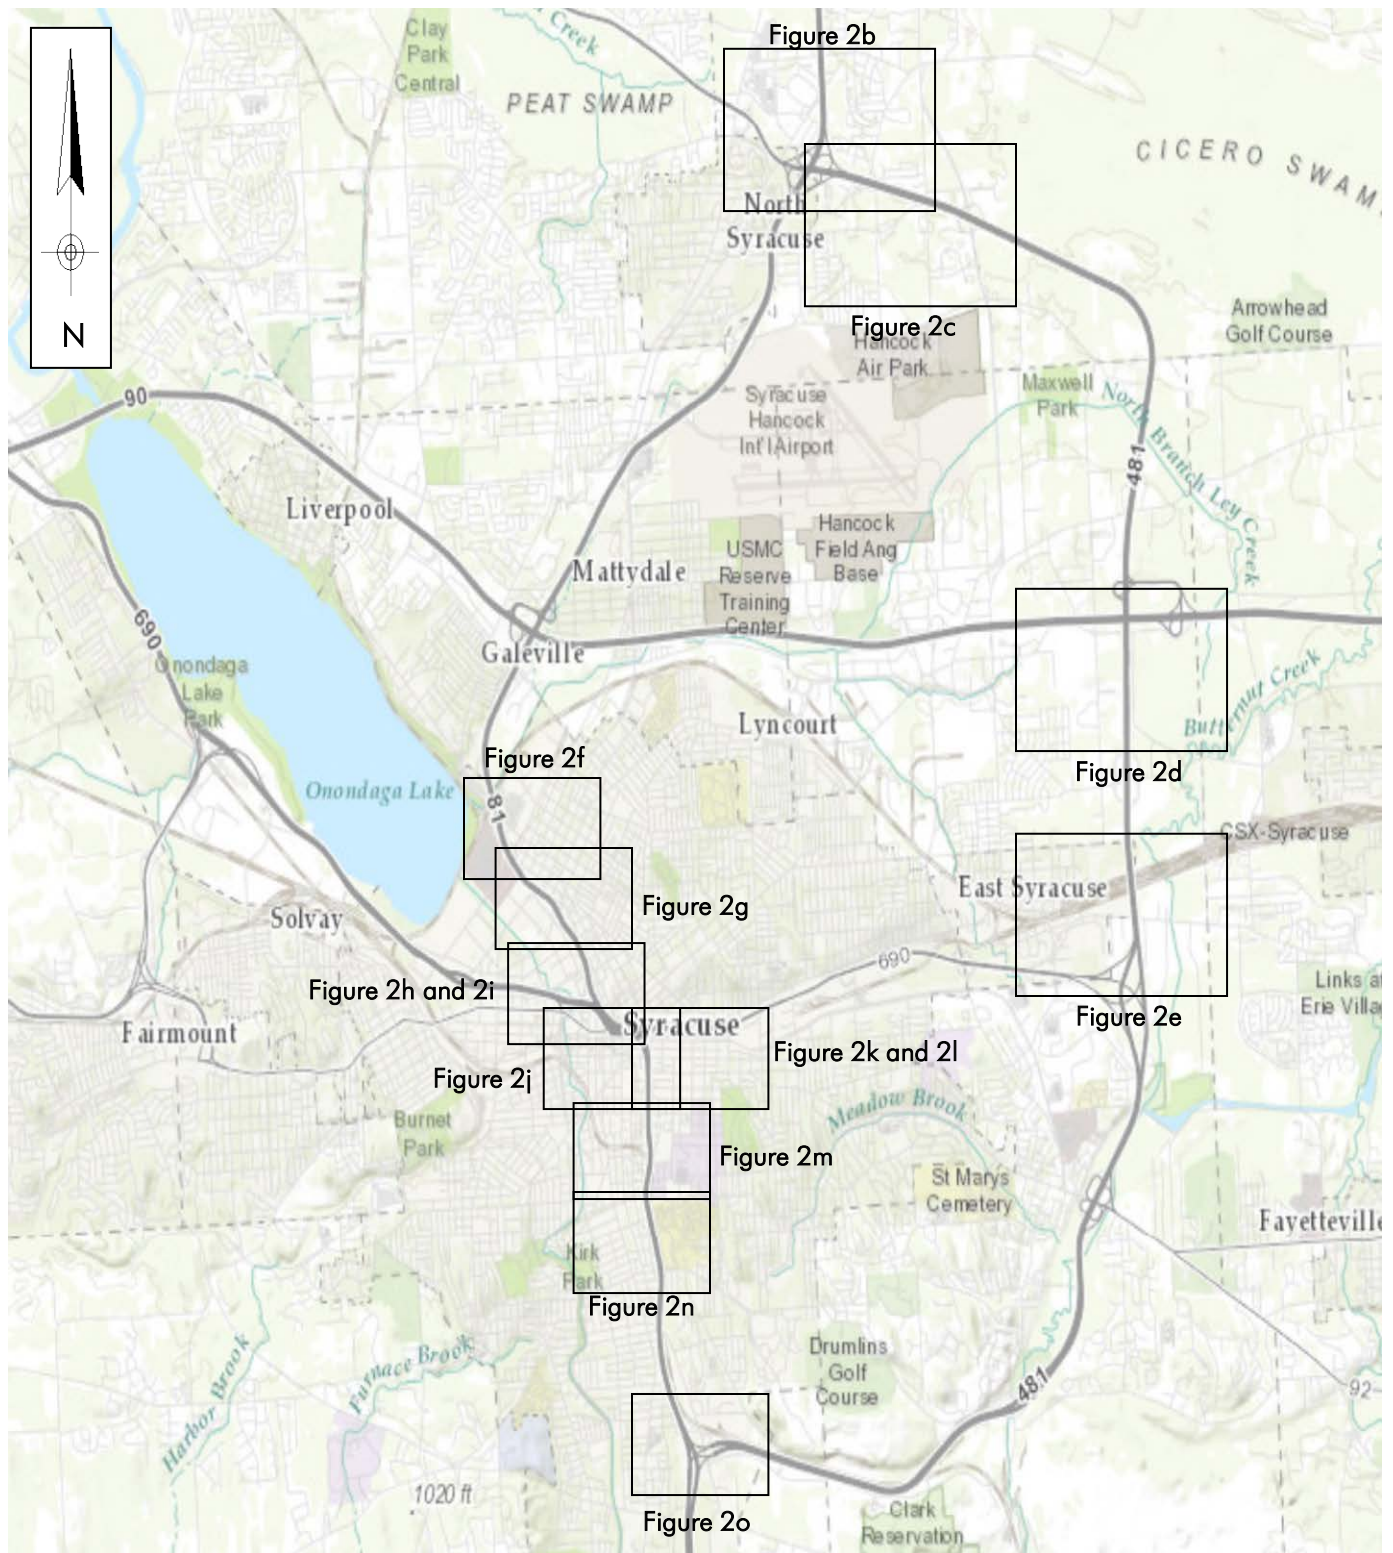 Clay
Park
Central
Creek
Figure 2b
PEAT SWAMP
CICERO SWAM
North
Syracuse
N
Arrowhead
Golf Course
Figure 2c
Hancock
Air Park
Maxwell
Park
North Branch Ley Creek
90
Syracuse
Hancock
Int'l Airport
481
Liverpool
Hancock
Field Ang
Base
USMC
Reserve
Training
Center
Mattydale
690
Galeville
Onondaga
Lake
Park
Butternut Creek
Lyncourt
Figure 2f
Figure 2d
Onondaga Lake
81
CSX-Syracuse
East Syracuse
Figure 2g
Solvay
690
Figure 2h and 2i
Links at
Erie Villa
Figure 2e
Fairmount
Syracuse
Figure 2k and 2l
Figure 2j
Meadow Brook
Burnet
Park
Figure 2m
St Marys
Cemetery
Fayetteville
Kirk
Park
Figure 2n
Harbor Brook
Furnace Brook
Drumlins
Golf
Course
481
92
1020 ft
Figure 2o
Clark
Reservation